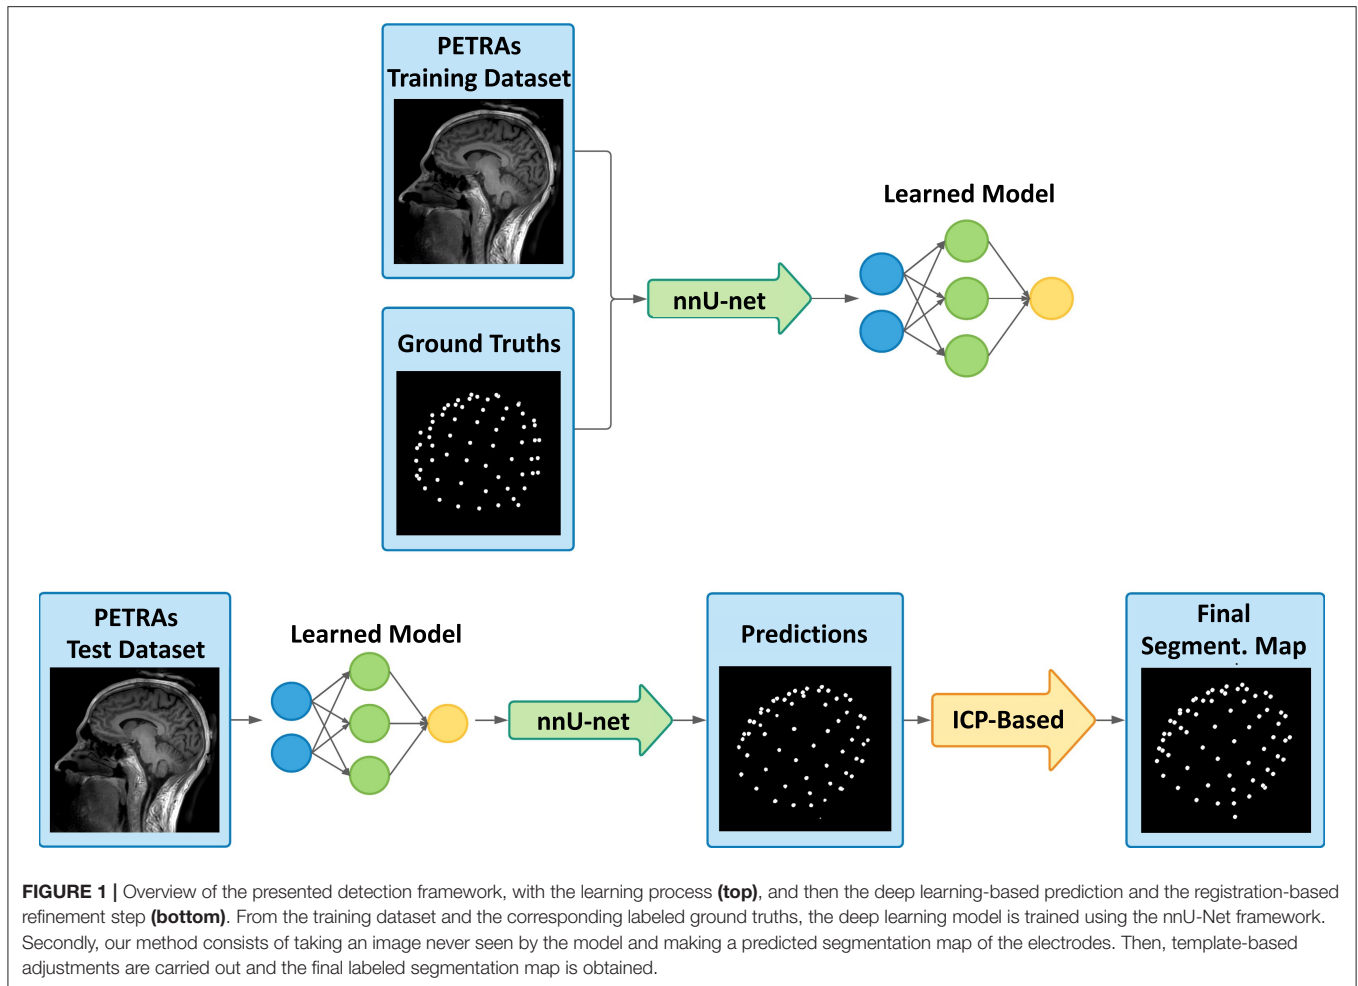 PETRAs
Training Dataset
Learned Model
nnU-net
Ground Truths
PETRAs
Test Dataset
Learned Model
nnU-net
Predictions
ICP-Based
Final
Segment. Map
FIGURE 1 | Overview of the presented detection framework, with the learning process (top), and then the deep learning-based prediction and the registration-based
refinement step (bottom). From the training dataset and the corresponding labeled ground truths, the deep learning model is trained using the nnU-Net framework.
Secondly, our method consists of taking an image never seen by the model and making a predicted segmentation map of the electrodes. Then, template-based
adjustments are carried out and the final labeled segmentation map is obtained.